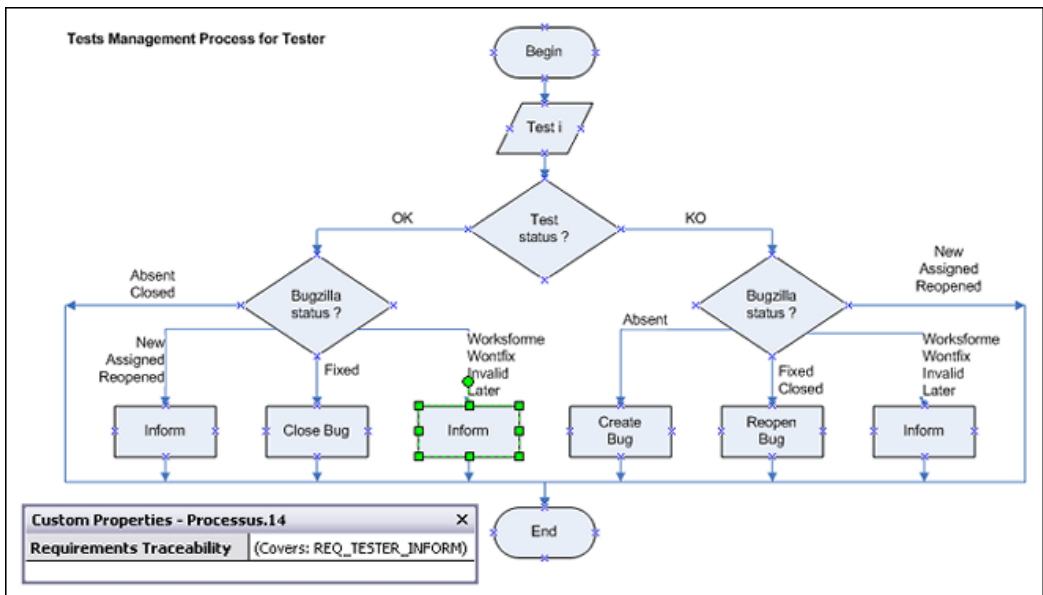 Tests Management Process for Tester
Begin
Test i
Test
status ?
OK
KO
Absent
Closed
Bugzilla
status ?
New
Assigned
Reopened
Fixed
Worksforme
Wontfix
Invalid
Later
Bugzilla
status ?
New
Assigned
Reopened
Absent
Fixed
Closed
Worksforme
Wontfix
Invalid
Later
Inform
Close Bug
Inform
Create
Bug
Reopen
Bug
Inform
End
Custom Properties - Processus.14
X
Requirements Traceability (Covers: REQ_TESTER_INFORM)